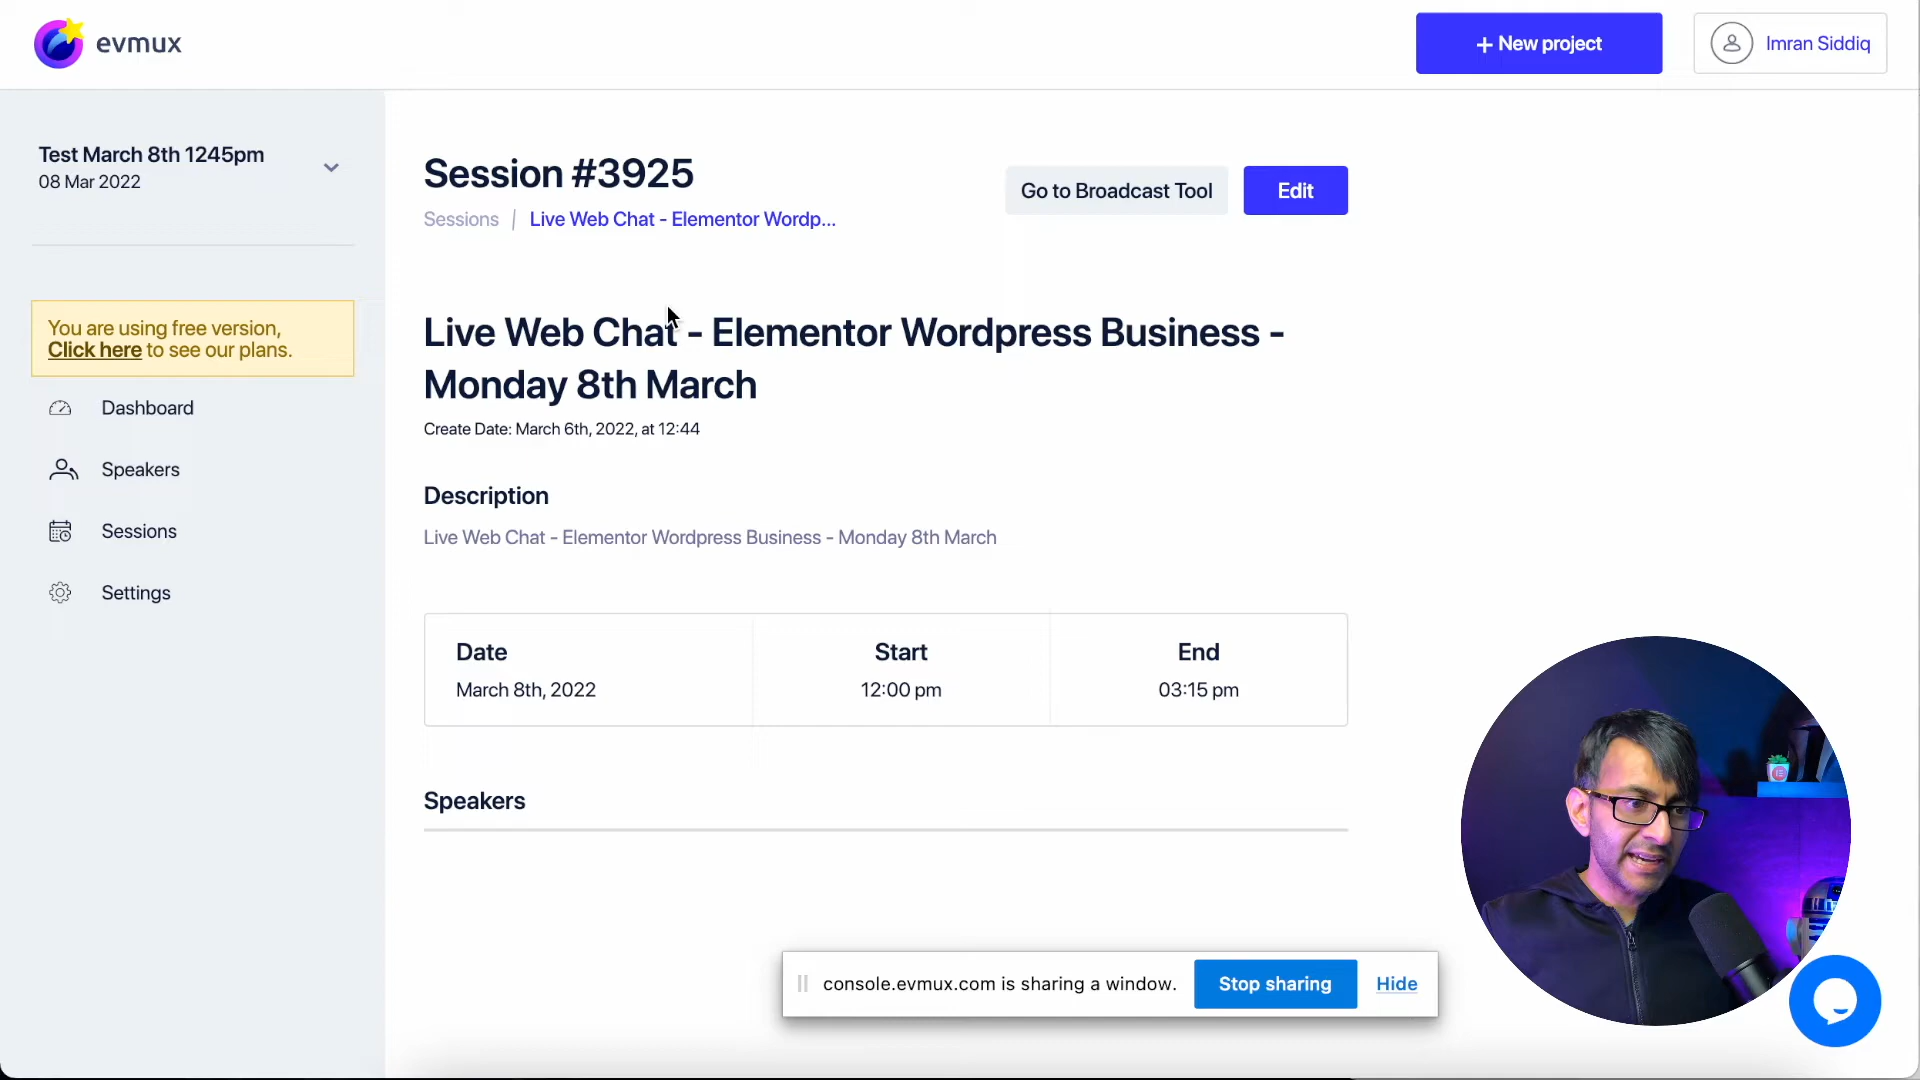 evmux
+ New project
Imran Siddiq
Test March 8th 1245pm
08 Mar 2022
You are using free version,
Click here to see our plans.
Dashboard
Speakers
Sessions
Settings
Session #3925
Sessions | Live Web Chat - Elementor Wordp...
Go to Broadcast Tool
Edit
Live Web Chat - Elementor Wordpress Business -
Monday 8th March
Create Date: March 6th, 2022, at 12:44
Description
Live Web Chat - Elementor Wordpress Business - Monday 8th March
Date Start End
March 8th, 2022 12:00 pm 03:15 pm
Speakers
console.evmux.com is sharing a window. Stop sharing Hide